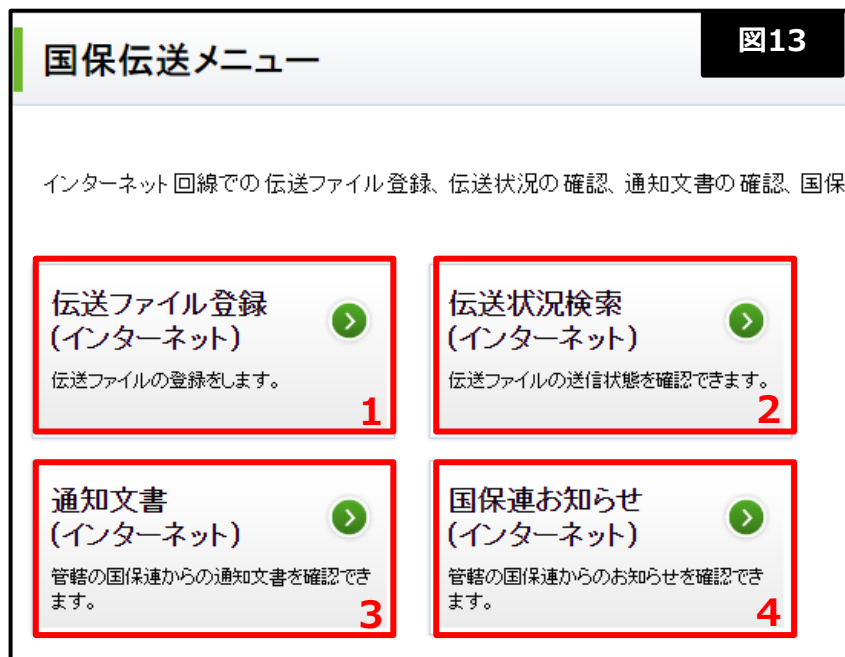 国保伝送メニュー
図13
インターネット回線での伝送ファイル登録、伝送状況の確認、通知文書の確認、国保
伝送ファイル登録
(インターネット)
伝送ファイルの登録をします。
1
伝送状況検索
(インターネット)
伝送ファイルの送信状態を確認できます。
2
通知文書
(インターネット)
管轄の国保連からの通知文書を確認でき
ます。
3
国保連お知らせ
(インターネット)
管轄の国保連からのお知らせを確認でき
ます。
4